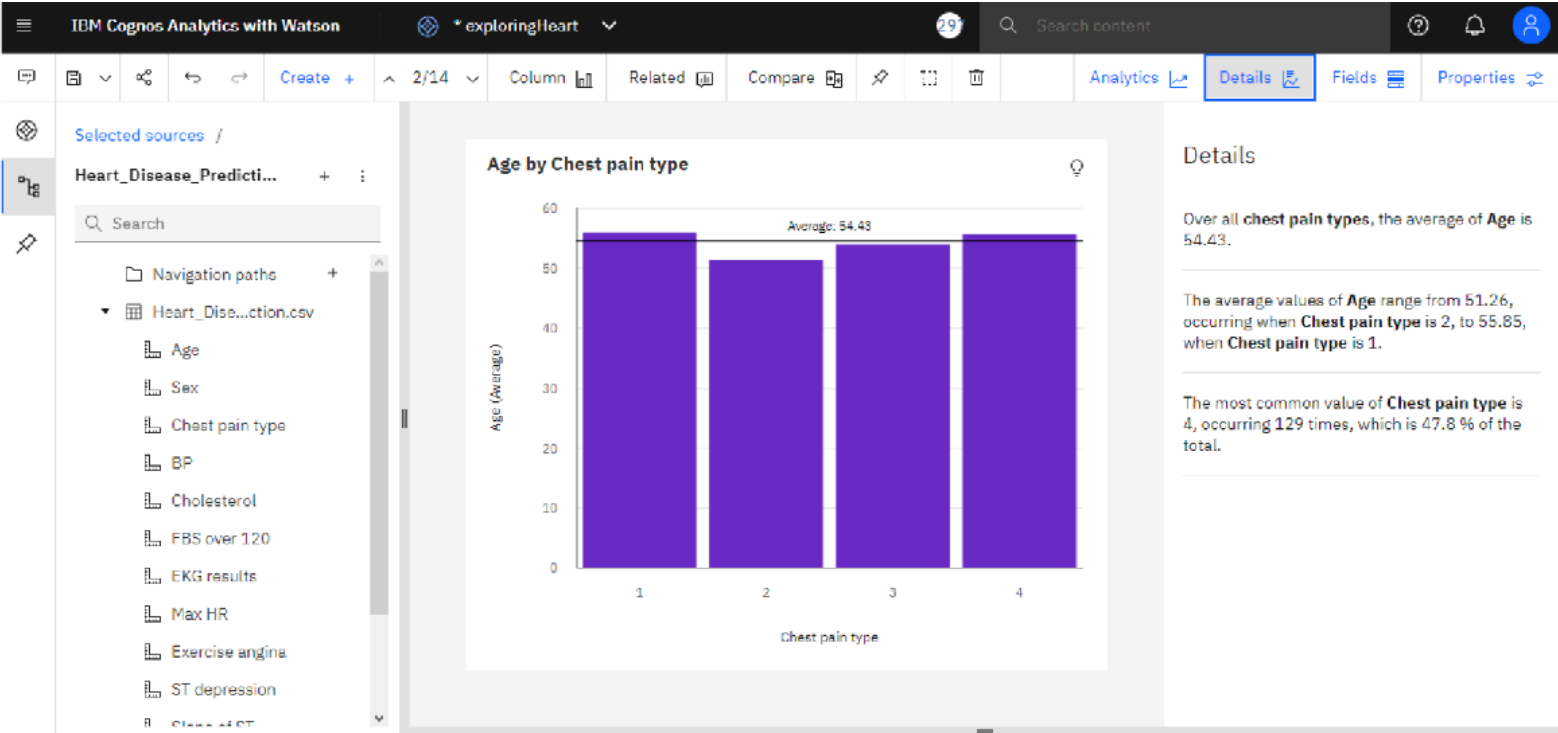 IBM Cognos Analytics with Watson
* exploringHeart
297
Search content
Create +
2/14
Column
Related
Compare
Analytics
Details
Fields
Properties
Selected sources /
Heart_Disease_Predicti...
Search
Navigation paths
Heart_Dise...ction.csv
Age
Sex
Chest pain type
BP
Cholesterol
FBS over 120
EKG results
Max HR
Exercise angina
ST depression
Slope of ST
Age by Chest pain type
Average: 54.43
60
50
40
30
20
10
0
Age (Average)
1 2 3 4
Chest pain type
Details
Over all chest pain types, the average of Age is
54.43.
The average values of Age range from 51.26,
occurring when Chest pain type is 2, to 55.85,
when Chest pain type is 1.
The most common value of Chest pain type is
4, occurring 129 times, which is 47.8 % of the
total.